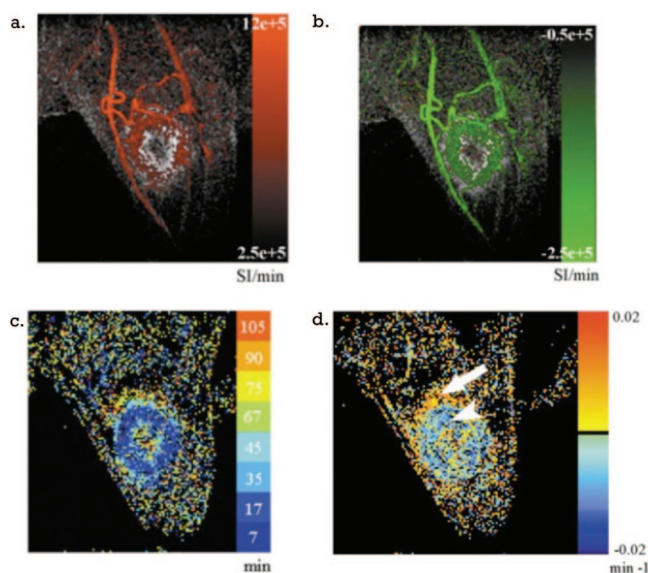 a.
12e+5
2.5e+5
SI/min
b.
-0.5e+5
-2.5e+5
SI/min
c.
105
90
75
67
45
35
17
7
min
d.
0.02
-0.02
min -1